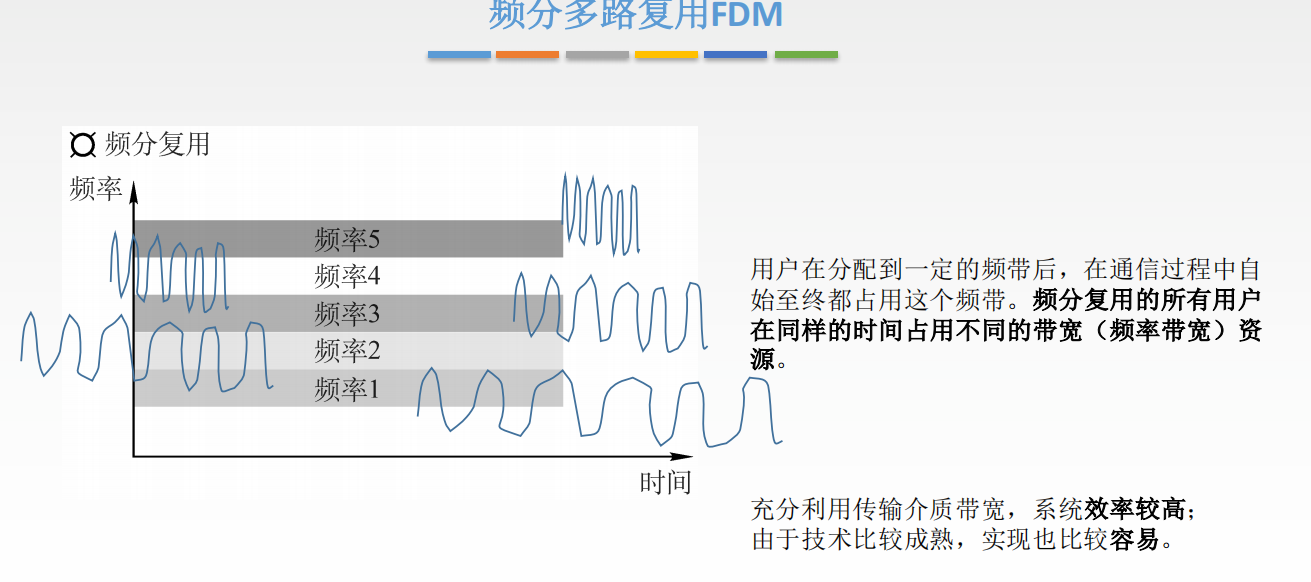 频分多路复用FDM
频分复用
频率
频率5
频率4
频率3
频率2
频率1
时间
用户在分配到一定的频带后，在通信过程中自
始至终都占用这个频带。频分复用的所有用户
在同样的时间占用不同的带宽（频率带宽）资
源。
充分利用传输介质带宽，系统效率较高；
由于技术比较成熟，实现也比较容易。